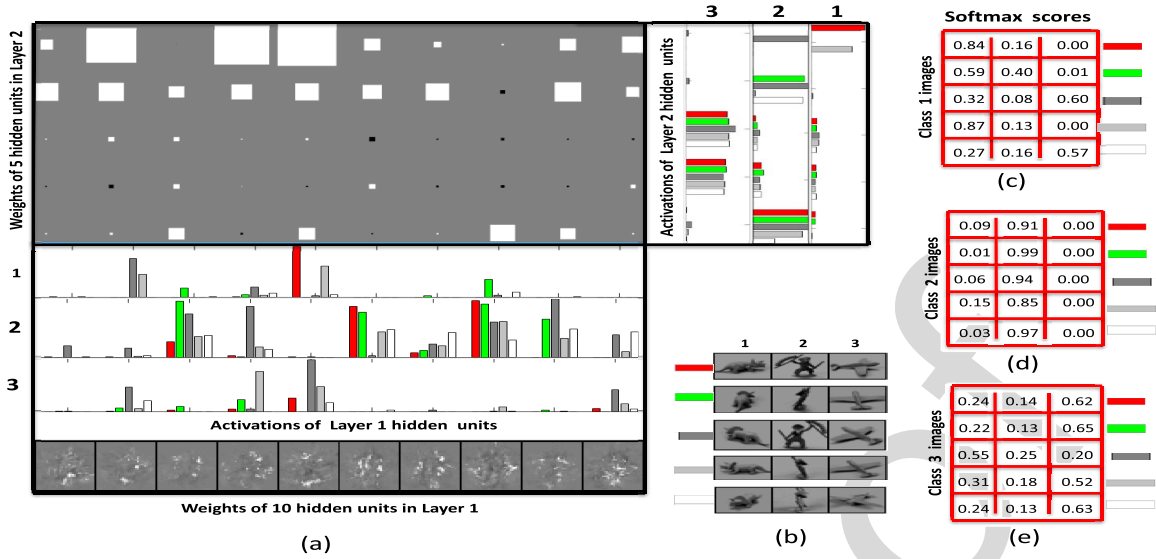 3 2 1
Softmax scores
Weights of 5 hidden units in Layer 2
Activations of Layer 2 hidden units
Class 1 images
0.84 0.16 0.00
0.59 0.40 0.01
0.32 0.08 0.60
0.87 0.13 0.00
0.27 0.16 0.57
(c)
Class 2 images
0.09 0.91 0.00
0.01 0.99 0.00
0.06 0.94 0.00
0.15 0.85 0.00
0.03 0.97 0.00
(d)
1
2
3
Activations of Layer 1 hidden units
Weights of 10 hidden units in Layer 1
(a)
1 2 3
(b)
Class 3 images
0.24 0.14 0.62
0.22 0.13 0.65
0.55 0.25 0.20
0.31 0.18 0.52
0.24 0.13 0.63
(e)